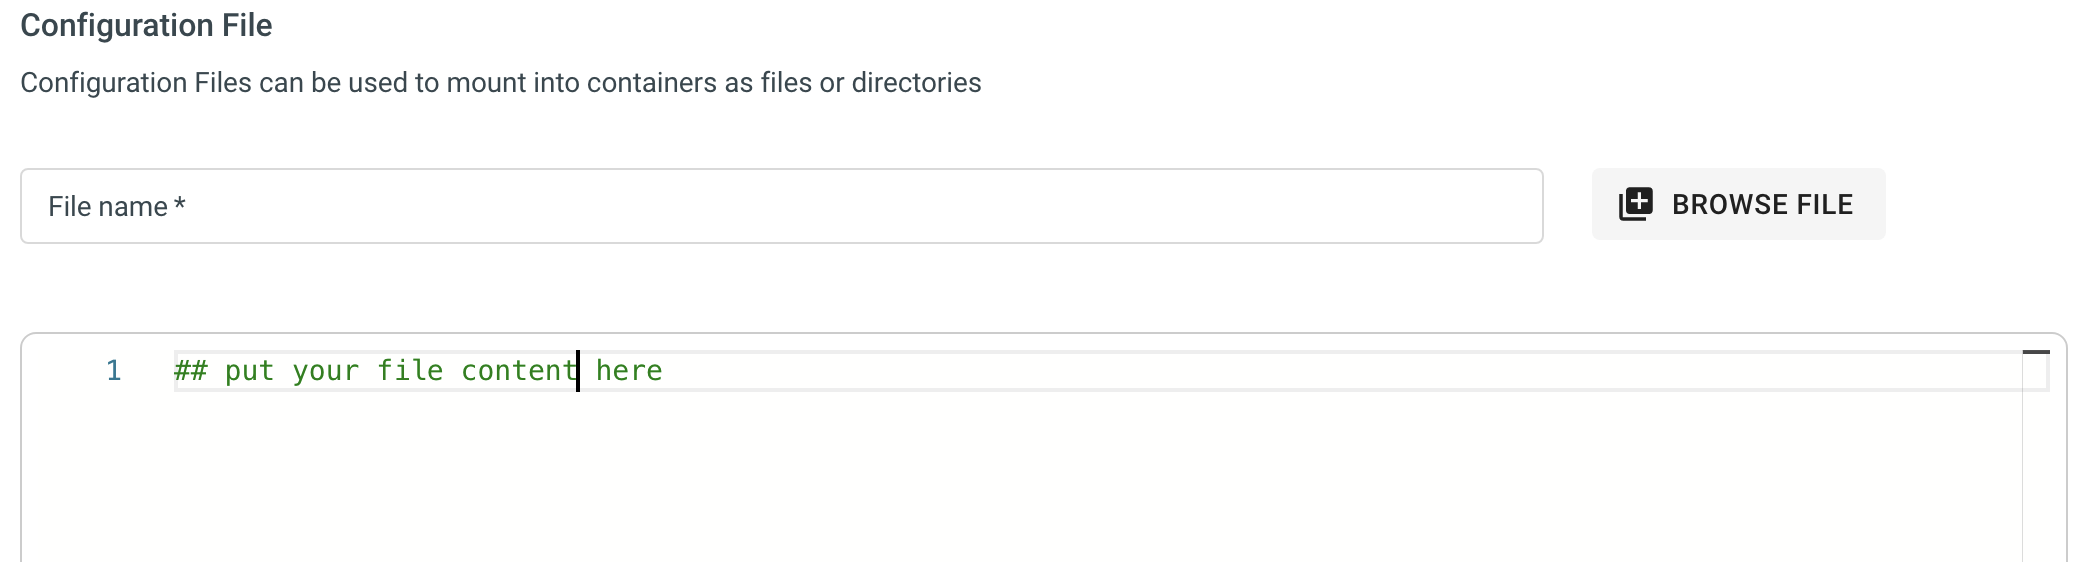 Configuration File
Configuration Files can be used to mount into containers as files or directories
File name *
BROWSE FILE
1 ## put your file content here